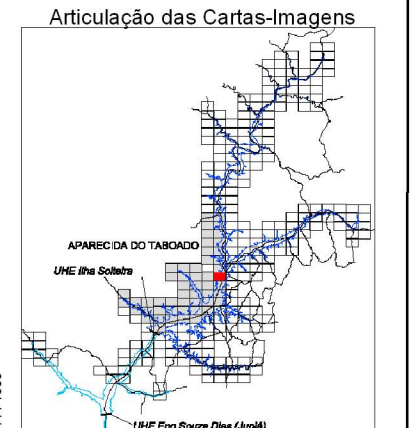 Articulação das Cartas-Imagens
APARECIDA DO TABOADO
UHE Ilha Solteira
UHE Eng Souza Dias (Jupiá)